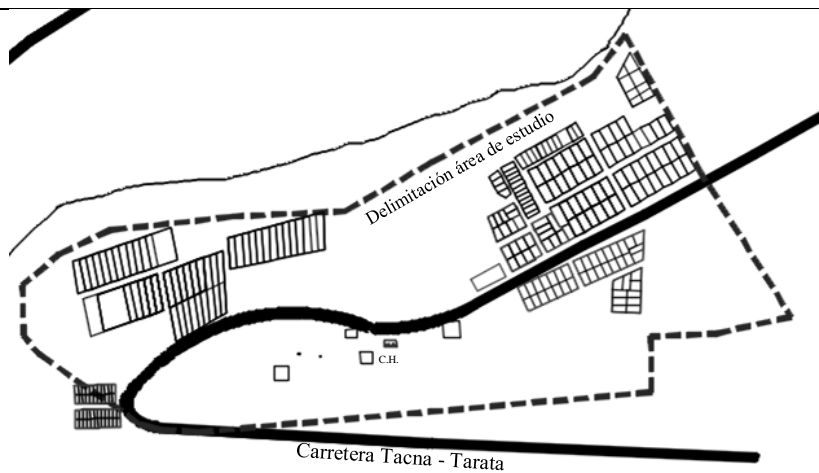 Delimitación área de estudio
C.H.
Carretera Tacna - Tarata